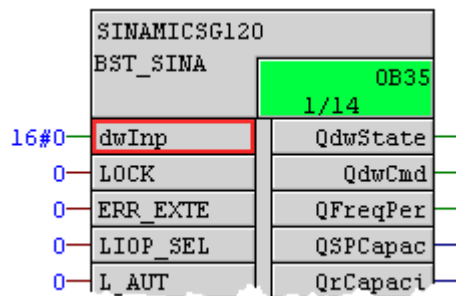 SINAMICSG120
BST_SINA
OB35
1/14
16#0 dwInp QdwState
0 LOCK QdwCmd
0 ERR_EXTE QFreqPer
0 LIOP_SEL QSPCapac
0 L_AUT QrCapaci